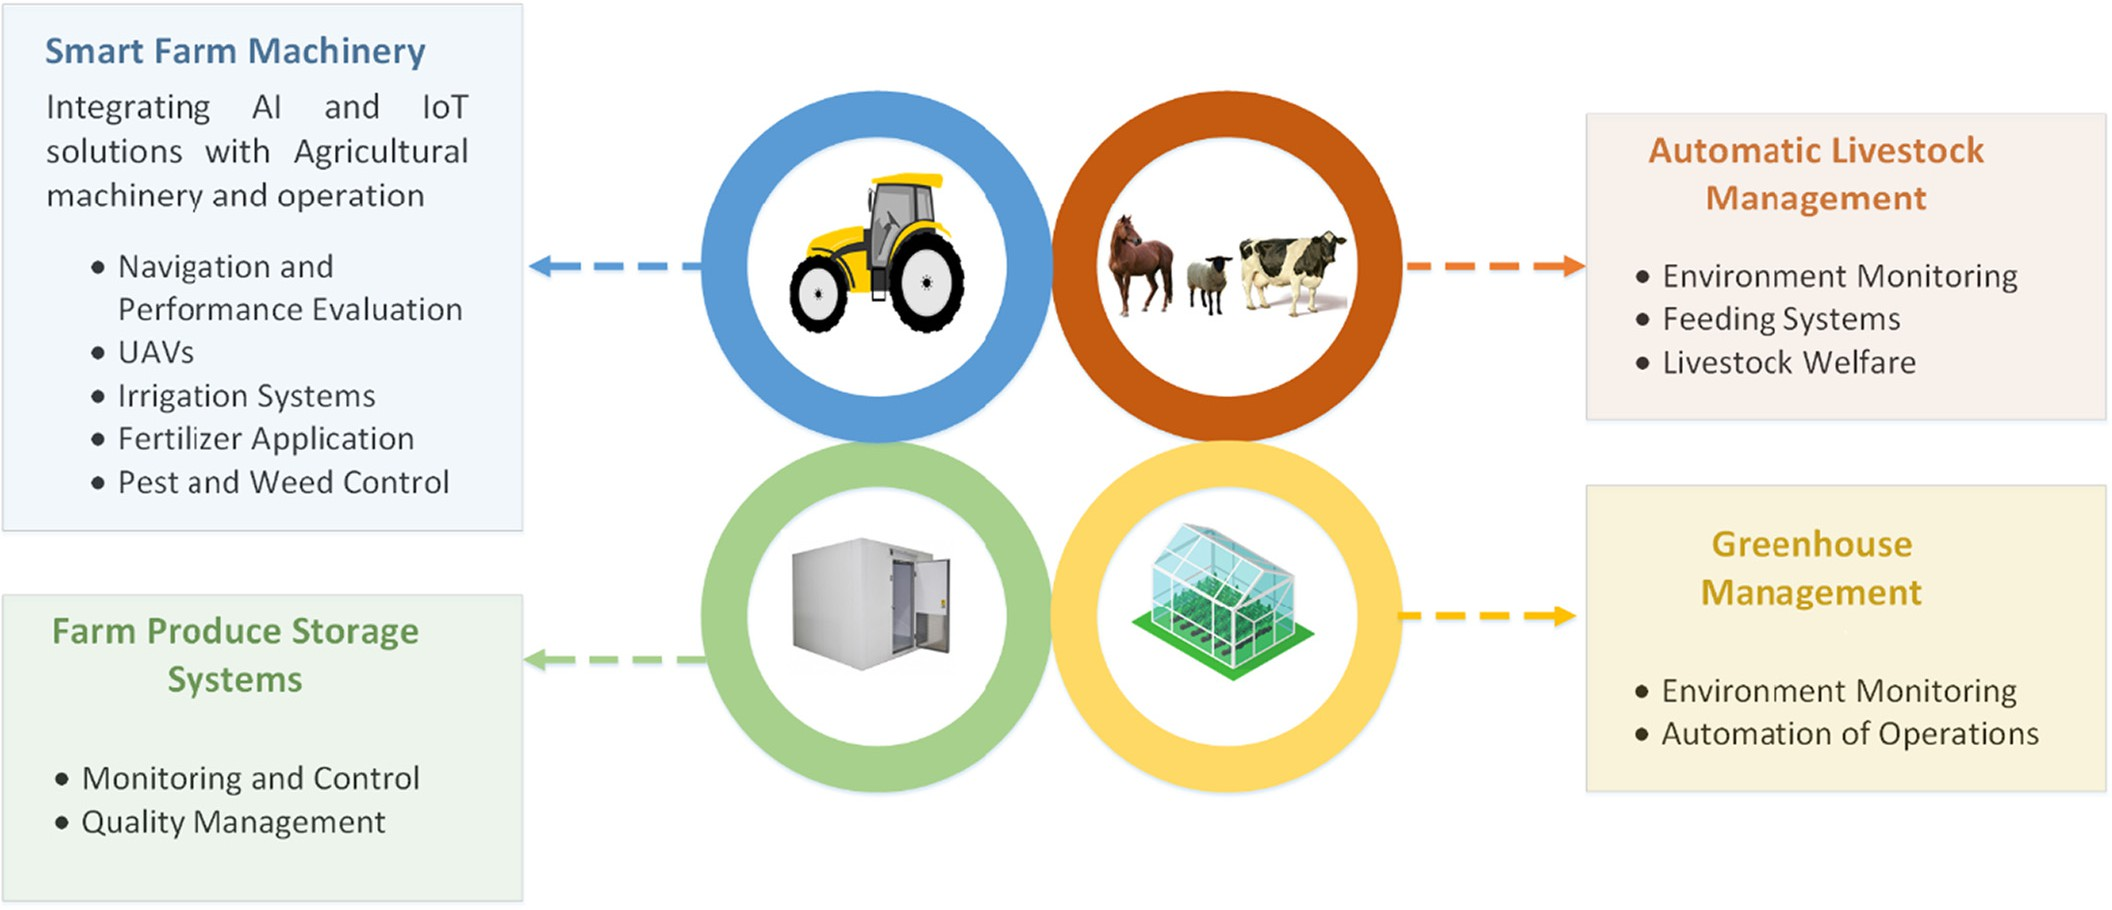 Smart Farm Machinery
Integrating AI and IoT
solutions with Agricultural
machinery and operation
• Navigation and
Performance Evaluation
• UAVs
• Irrigation Systems
• Fertilizer Application
• Pest and Weed Control
Automatic Livestock
Management
• Environment Monitoring
• Feeding Systems
• Livestock Welfare
Farm Produce Storage
Systems
• Monitoring and Control
• Quality Management
Greenhouse
Management
• Environment Monitoring
• Automation of Operations